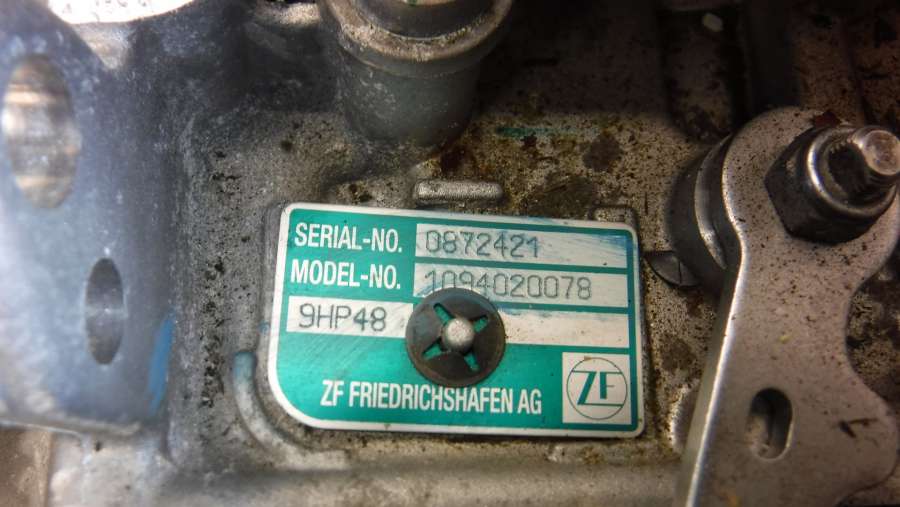 SERIAL-NO. 0872421
MODEL-NO. 1094020078
9HP48
ZF FRIEDRICHSHAFEN AG
ZF